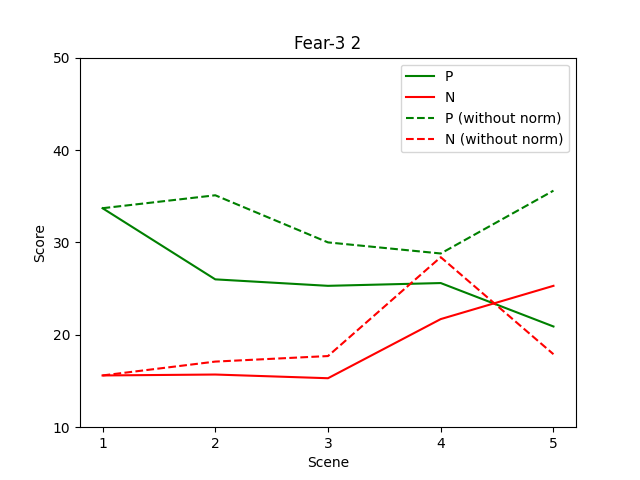 Fear-3 2
P
N
P (without norm)
N (without norm)
50
40
30
20
10
Score
1 2 3 4 5
Scene